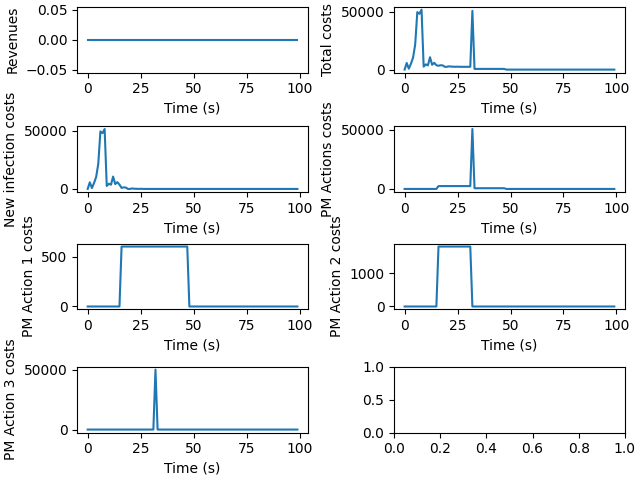 Revenues
0.05
0.00
−0.05
0 25 50 75 100
Time (s)
Total costs
50000
0
0 25 50 75 100
Time (s)
New infection costs
50000
0
0 25 50 75 100
Time (s)
PM Actions costs
50000
0
0 25 50 75 100
Time (s)
PM Action 1 costs
500
0
0 25 50 75 100
Time (s)
PM Action 2 costs
1000
0
0 25 50 75 100
Time (s)
PM Action 3 costs
50000
0
0 25 50 75 100
Time (s)
1.0
0.5
0.0
0.0 0.2 0.4 0.6 0.8 1.0